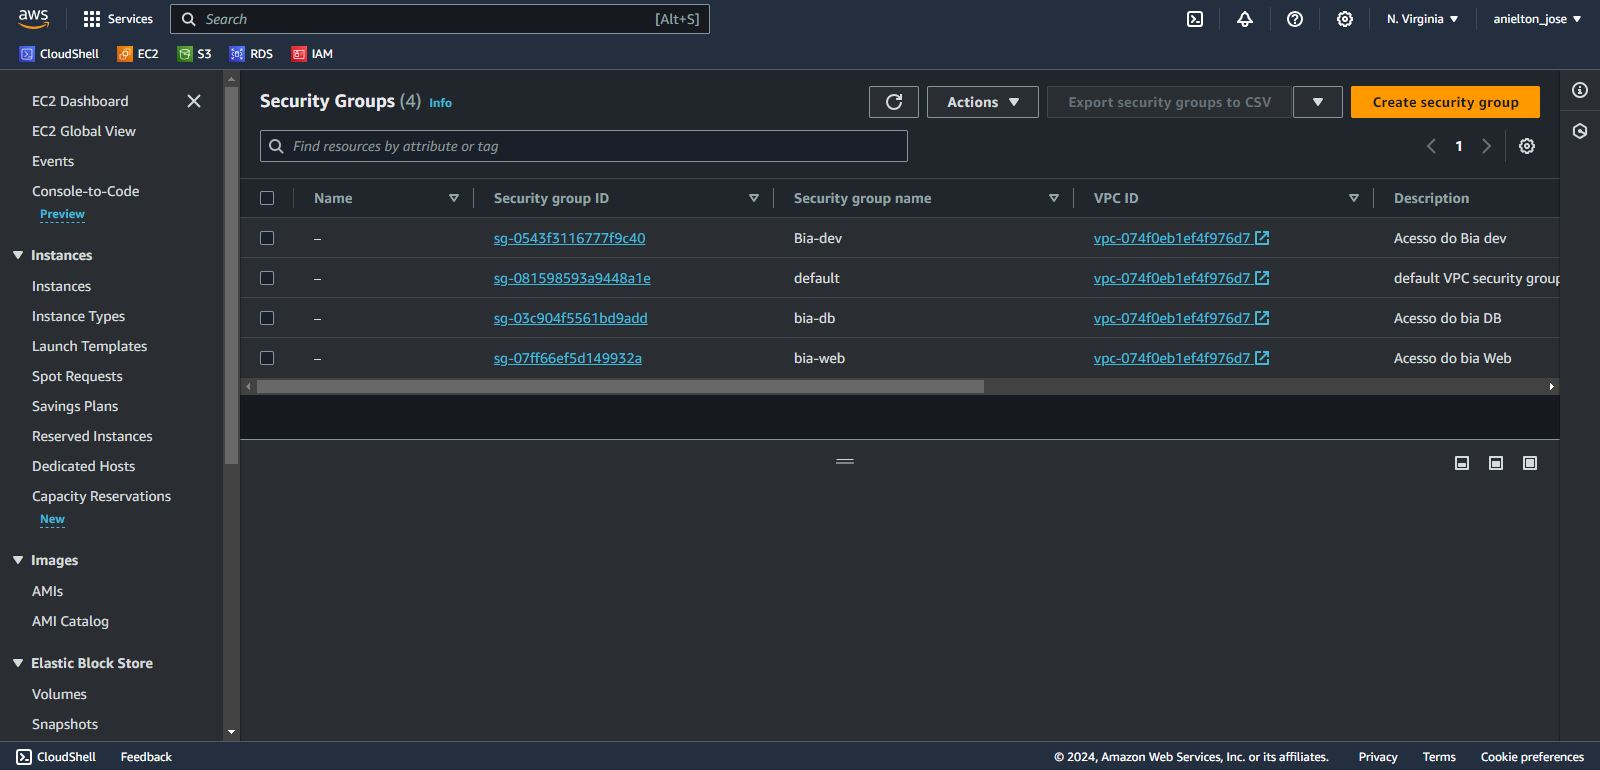 aws
Services
Search
[Alt+S]
N. Virginia
anielton_jose
CloudShell
EC2
S3
RDS
IAM
EC2 Dashboard
EC2 Global View
Events
Console-to-Code
Preview
Instances
Instances
Instance Types
Launch Templates
Spot Requests
Savings Plans
Reserved Instances
Dedicated Hosts
Capacity Reservations
New
Images
AMIs
AMI Catalog
Elastic Block Store
Volumes
Snapshots
Security Groups (4) Info
Actions
Export security groups to CSV
Create security group
Find resources by attribute or tag
1
Name Security group ID Security group name VPC ID Description
– sg-0543f3116777f9c40 Bia-dev vpc-074f0eb1ef4f976d7 Acesso do Bia dev
– sg-081598593a9448a1e default vpc-074f0eb1ef4f976d7 default VPC security group
– sg-03c904f5561bd9add bia-db vpc-074f0eb1ef4f976d7 Acesso do bia DB
– sg-07ff66ef5d149932a bia-web vpc-074f0eb1ef4f976d7 Acesso do bia Web
CloudShell
Feedback
© 2024, Amazon Web Services, Inc. or its affiliates.
Privacy
Terms
Cookie preferences